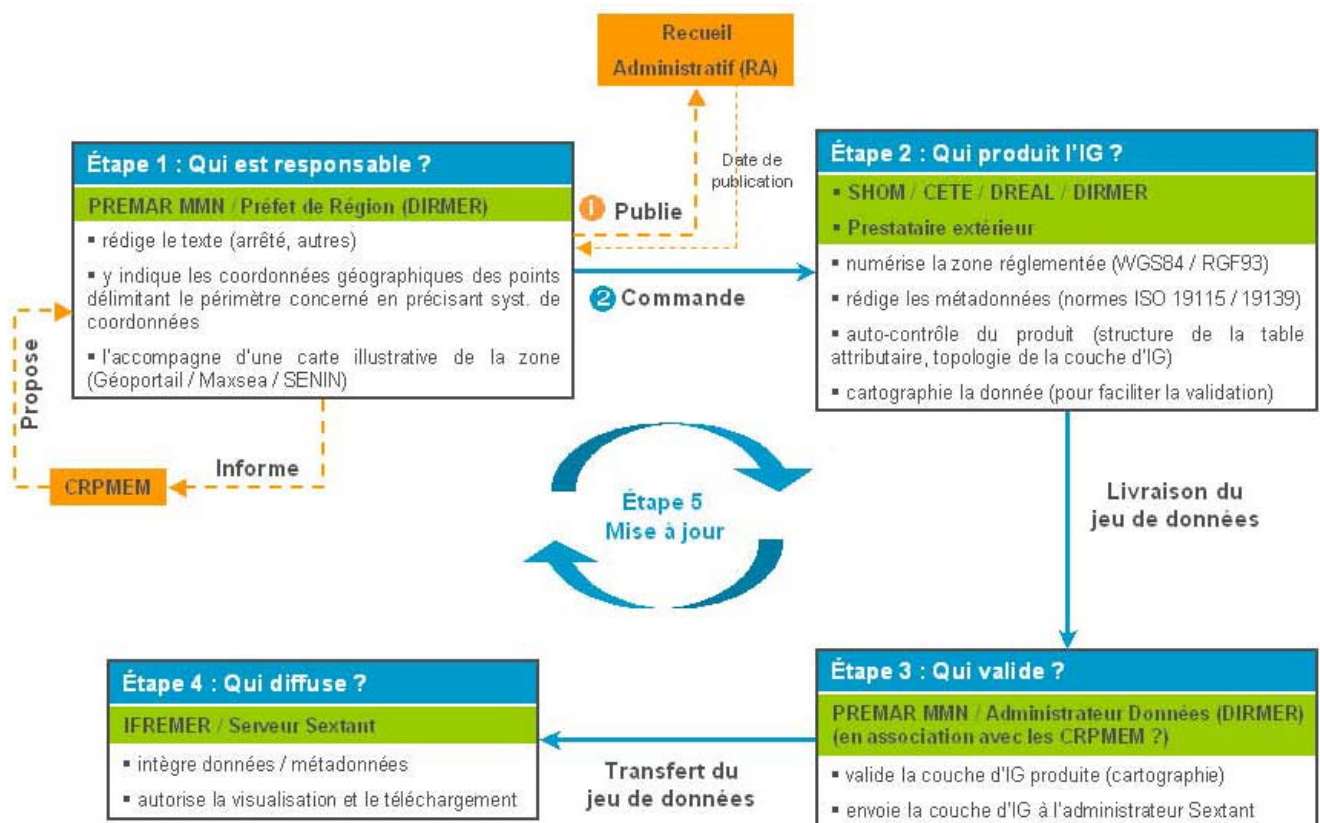 Recueil
Administratif (RA)
Étape 1 : Qui est responsable ?
PREMAR MMN / Préfet de Région (DIRMER)
▪ rédige le texte (arrêté, autres)
▪ y indique les coordonnées géographiques des points
délimitant le périmètre concerné en précisant syst. de
coordonnées
▪ l'accompagne d'une carte illustrative de la zone
(Géoportail / Maxsea / SENIN)
Date de
publication
1 Publie
2 Commande
Étape 2 : Qui produit l'IG ?
▪ SHOM / CETE / DREAL / DIRMER
▪ Prestataire extérieur
▪ numérise la zone réglementée (WGS84 / RGF93)
▪ rédige les métadonnées (normes ISO 19115 / 19139)
▪ auto-contrôle du produit (structure de la table
attributaire, topologie de la couche d'IG)
▪ cartographie la donnée (pour faciliter la validation)
Propose
Informe
CRPMEM
Étape 5
Mise à jour
Livraison du
jeu de données
Étape 3 : Qui valide ?
PREMAR MMN / Administrateur Données (DIRMER)
(en association avec les CRPMEM ?)
▪ valide la couche d'IG produite (cartographie)
▪ envoie la couche d'IG à l'administrateur Sextant
Transfert du
jeu de données
Étape 4 : Qui diffuse ?
IFREMER / Serveur Sextant
▪ intègre données / métadonnées
▪ autorise la visualisation et le téléchargement